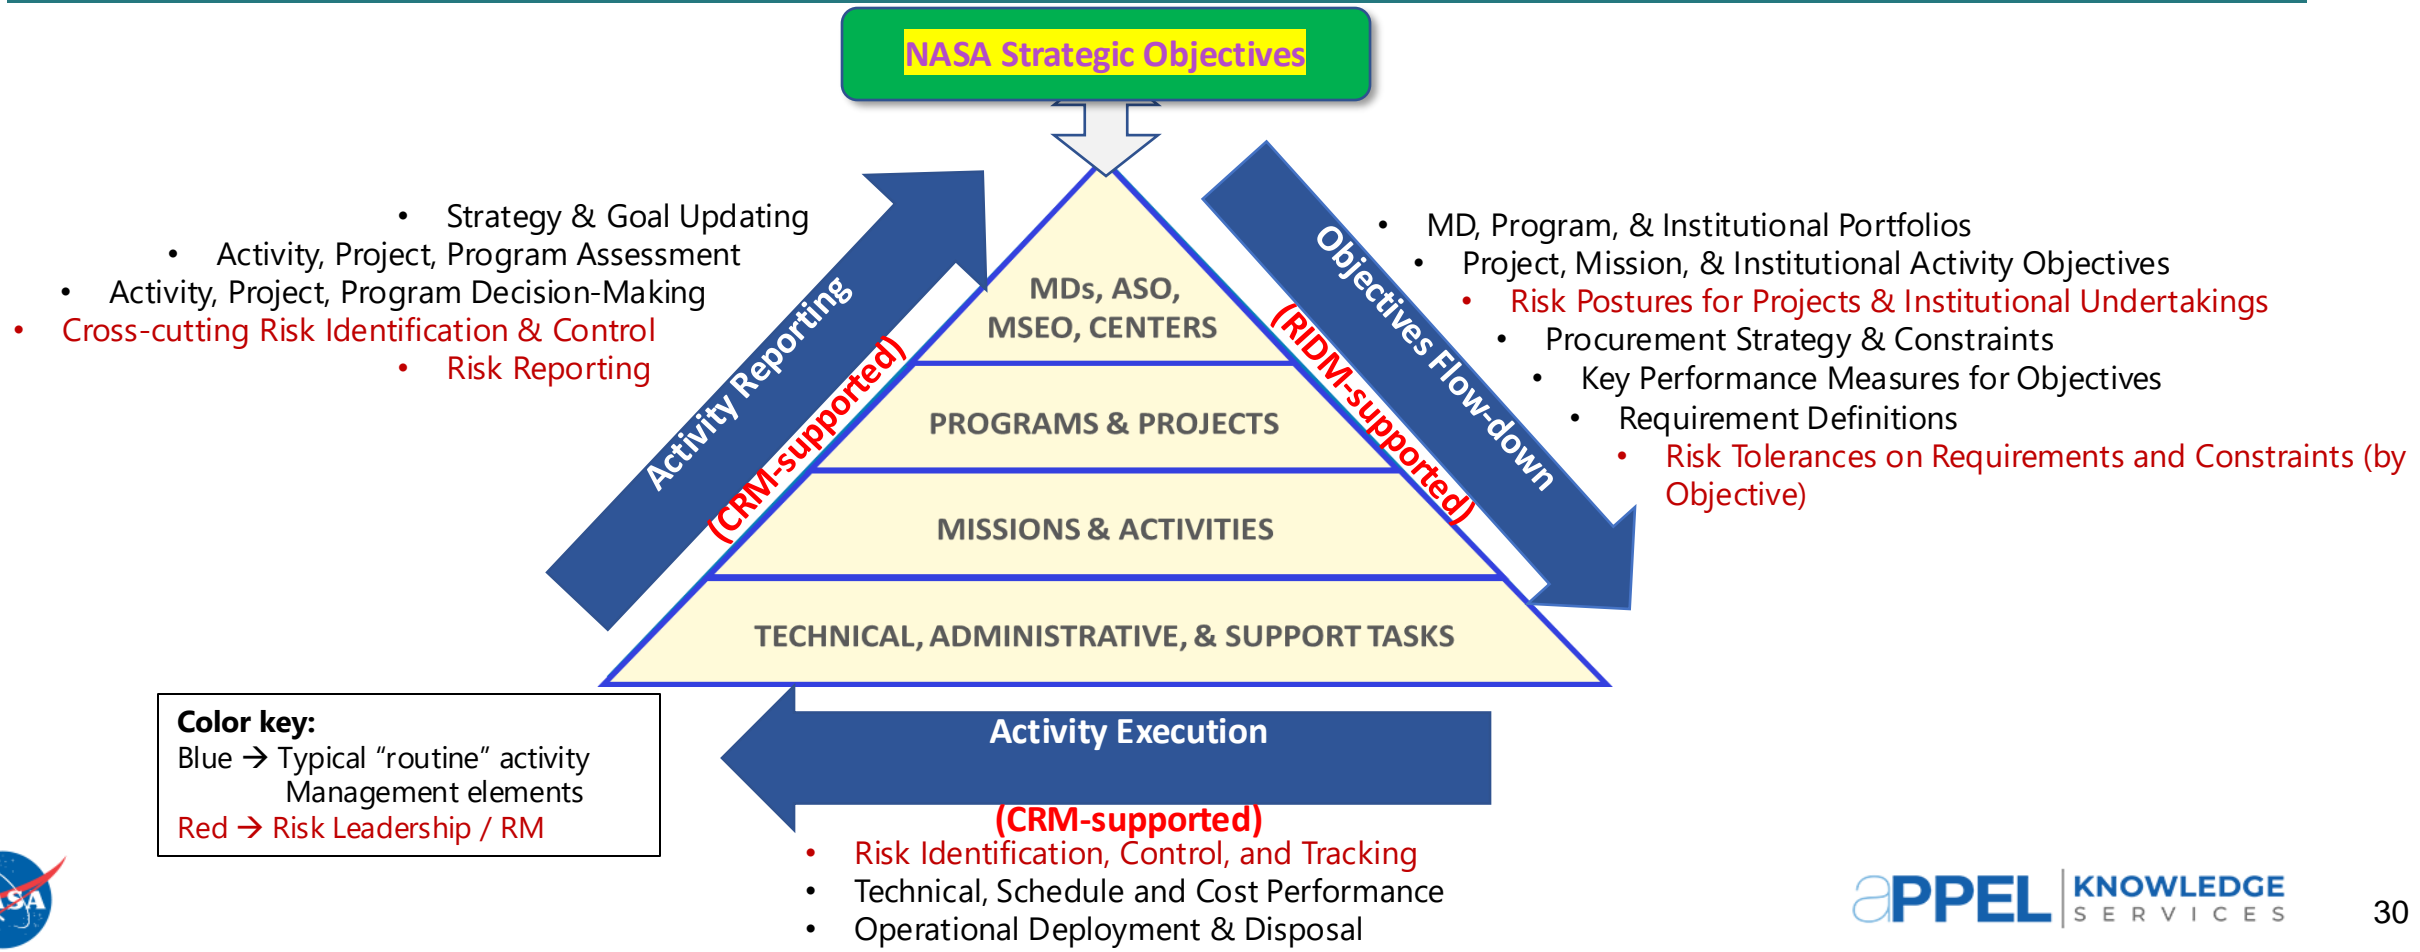 NASA Strategic Objectives
• Strategy & Goal Updating
• Activity, Project, Program Assessment
• Activity, Project, Program Decision-Making
• Cross-cutting Risk Identification & Control
• Risk Reporting
Activity Reporting
(CRM-supported)
MDs, ASO,
MSEO, CENTERS
PROGRAMS & PROJECTS
MISSIONS & ACTIVITIES
TECHNICAL, ADMINISTRATIVE, & SUPPORT TASKS
Objectives Flow-down
(RIDM-supported)
• MD, Program, & Institutional Portfolios
• Project, Mission, & Institutional Activity Objectives
• Risk Postures for Projects & Institutional Undertakings
• Procurement Strategy & Constraints
• Key Performance Measures for Objectives
• Requirement Definitions
• Risk Tolerances on Requirements and Constraints (by
Objective)
Color key:
Blue → Typical “routine” activity
Management elements
Red → Risk Leadership / RM
Activity Execution
(CRM-supported)
• Risk Identification, Control, and Tracking
• Technical, Schedule and Cost Performance
• Operational Deployment & Disposal
APPEL KNOWLEDGE
SERVICES
30